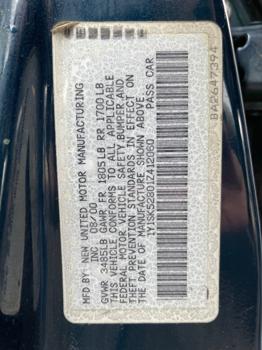 MFD. BY: NEW UNITED MOTOR MANUFACTURING
INC 08/00
GVWR 3485LB GAWR FR 1805LB RR 1700LB
THIS VEHICLE CONFORMS TO ALL APPLICABLE
FEDERAL MOTOR VEHICLE SAFETY, BUMPER, AND
THEFT PREVENTION STANDARDS IN EFFECT ON
THE DATE OF MANUFACTURE SHOWN ABOVE
1Y1SK52801Z412060
PASS CAR
BA2647394